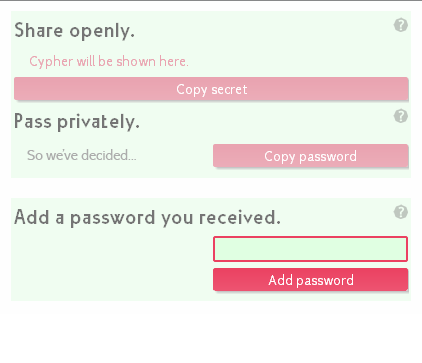 Share openly.
?
Cypher will be shown here.
Copy secret
Pass privately.
?
So we've decided...
Copy password
Add a password you received.
?
Add password